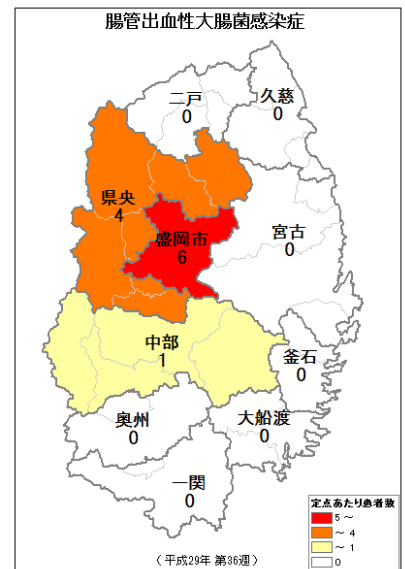 腸管出血性大腸菌感染症
二戸
0
久慈
0
県央
4
盛岡市
6
宮古
0
中部
1
釜石
0
奥州
0
大船渡
0
一関
0
定点あたり患者数
5 ～
～ 4
～ 1
0
（平成29年 第36週）